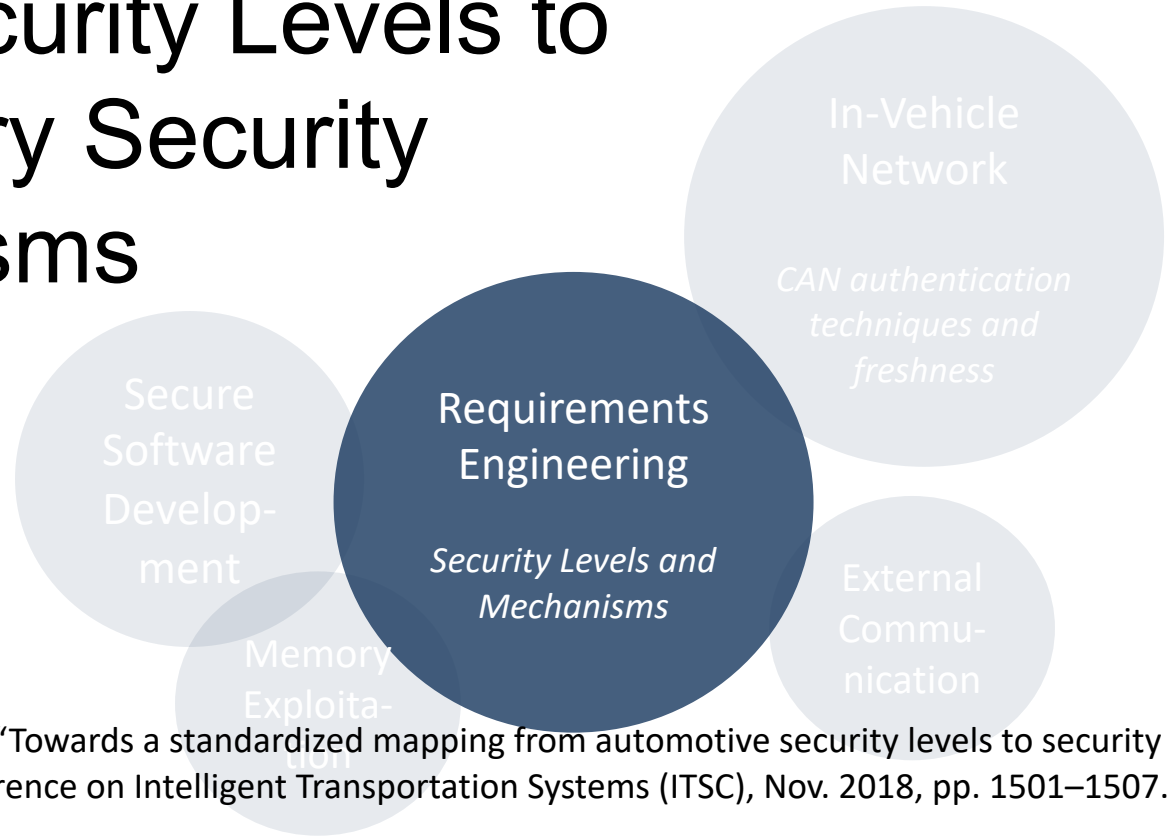 curity Levels to
ry Security
sms
In-Vehicle
Network
CAN authentication
techniques and
freshness
Secure
Software
Develop-
ment
Requirements
Engineering
Security Levels and
Mechanisms
External
Commu-
nication
Memory
Exploita-
tion
“Towards a standardized mapping from automotive security levels to security
rence on Intelligent Transportation Systems (ITSC), Nov. 2018, pp. 1501–1507.